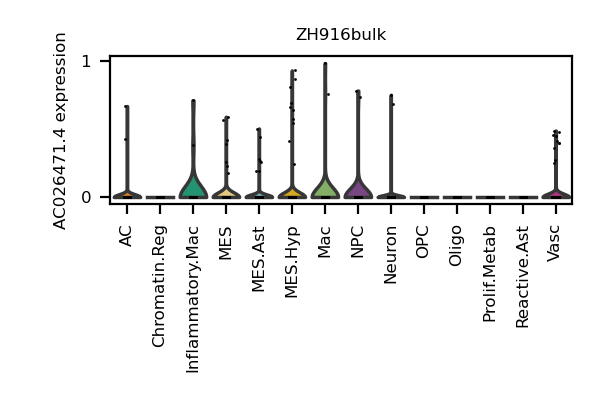 ZH916bulk
AC026471.4 expression
1
0
AC
Chromatin.Reg
Inflammatory.Mac
MES
MES.Ast
MES.Hyp
Mac
NPC
Neuron
OPC
Oligo
Prolif.Metab
Reactive.Ast
Vasc